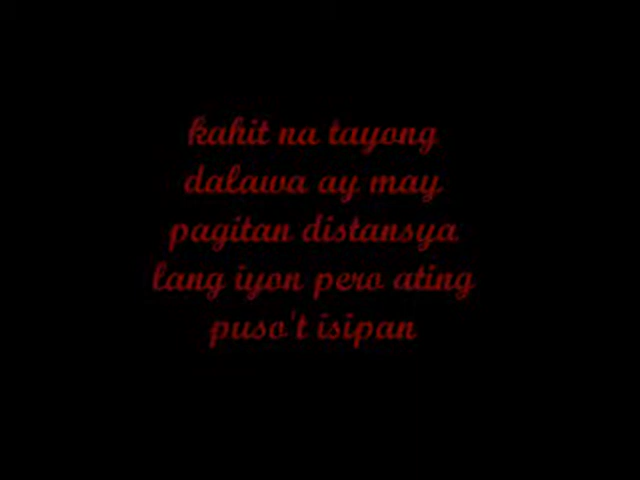 kahit na tayong
dalawa ay may
pagitan distansya
lang iyon pero ating
puso't isipan